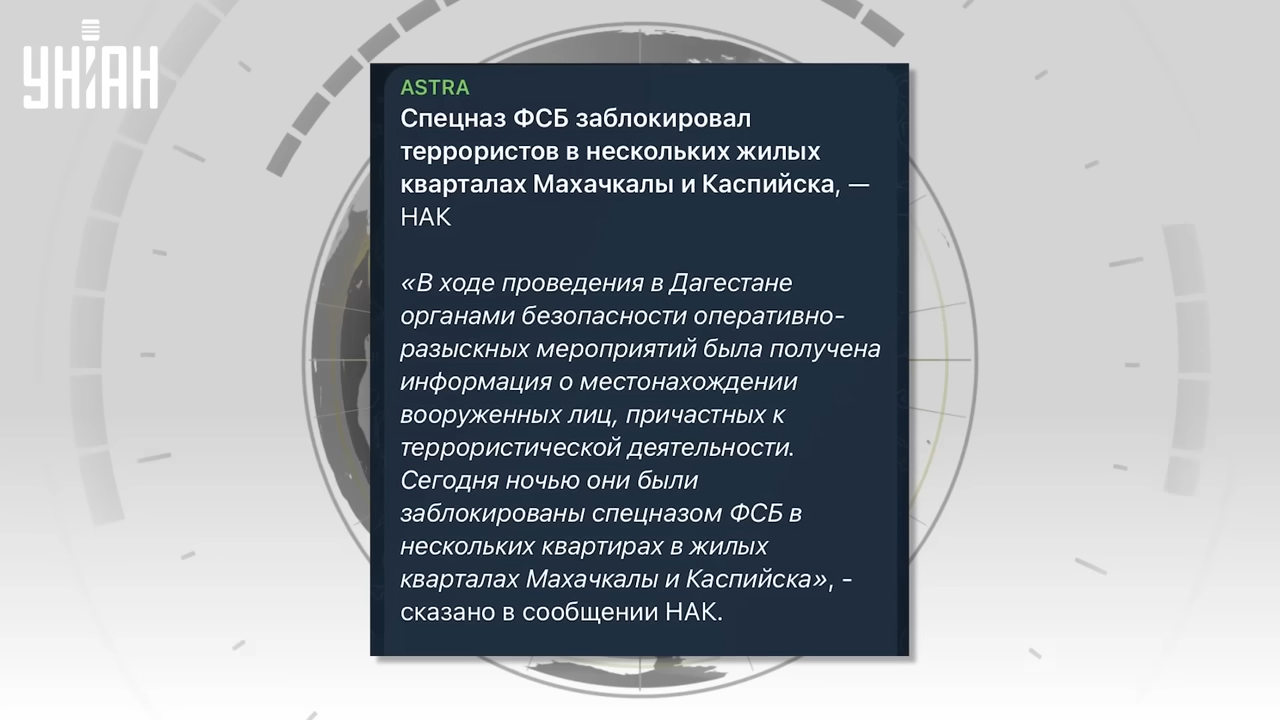 УНІАН
ASTRA
Спецназ ФСБ заблокировал
террористов в нескольких жилых
кварталах Махачкалы и Каспийска, —
НАК
«В ходе проведения в Дагестане
органами безопасности оперативно-
разыскных мероприятий была получена
информация о местонахождении
вооруженных лиц, причастных к
террористической деятельности.
Сегодня ночью они были
заблокированы спецназом ФСБ в
нескольких квартирах в жилых
кварталах Махачкалы и Каспийска», -
сказано в сообщении НАК.